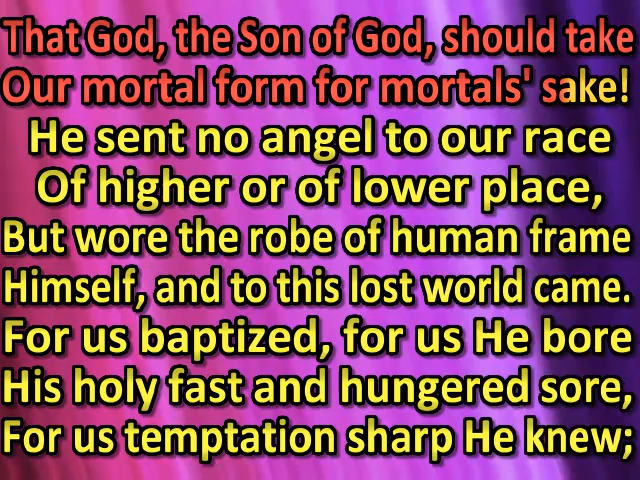 That God, the Son of God, should take
Our mortal form for mortals' sake!
He sent no angel to our race
Of higher or of lower place,
But wore the robe of human frame
Himself, and to this lost world came.
For us baptized, for us He bore
His holy fast and hungered sore,
For us temptation sharp He knew;